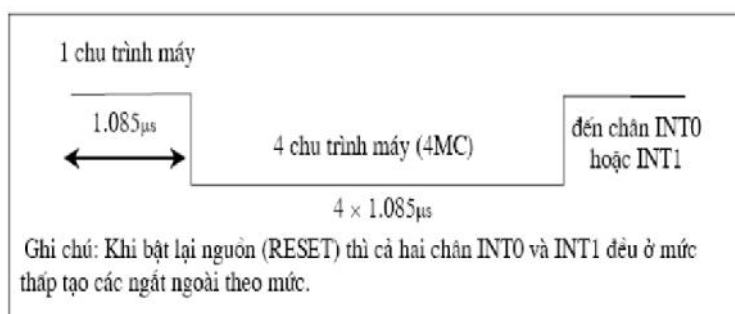 1 chu trình máy
1.085µs
4 chu trình máy (4MC)
đến chân INT0
hoặc INT1
4 × 1.085µs
Ghi chú: Khi bật lại nguồn (RESET) thì cả hai chân INT0 và INT1 đều ở mức
thấp tạo các ngắt ngoài theo mức.